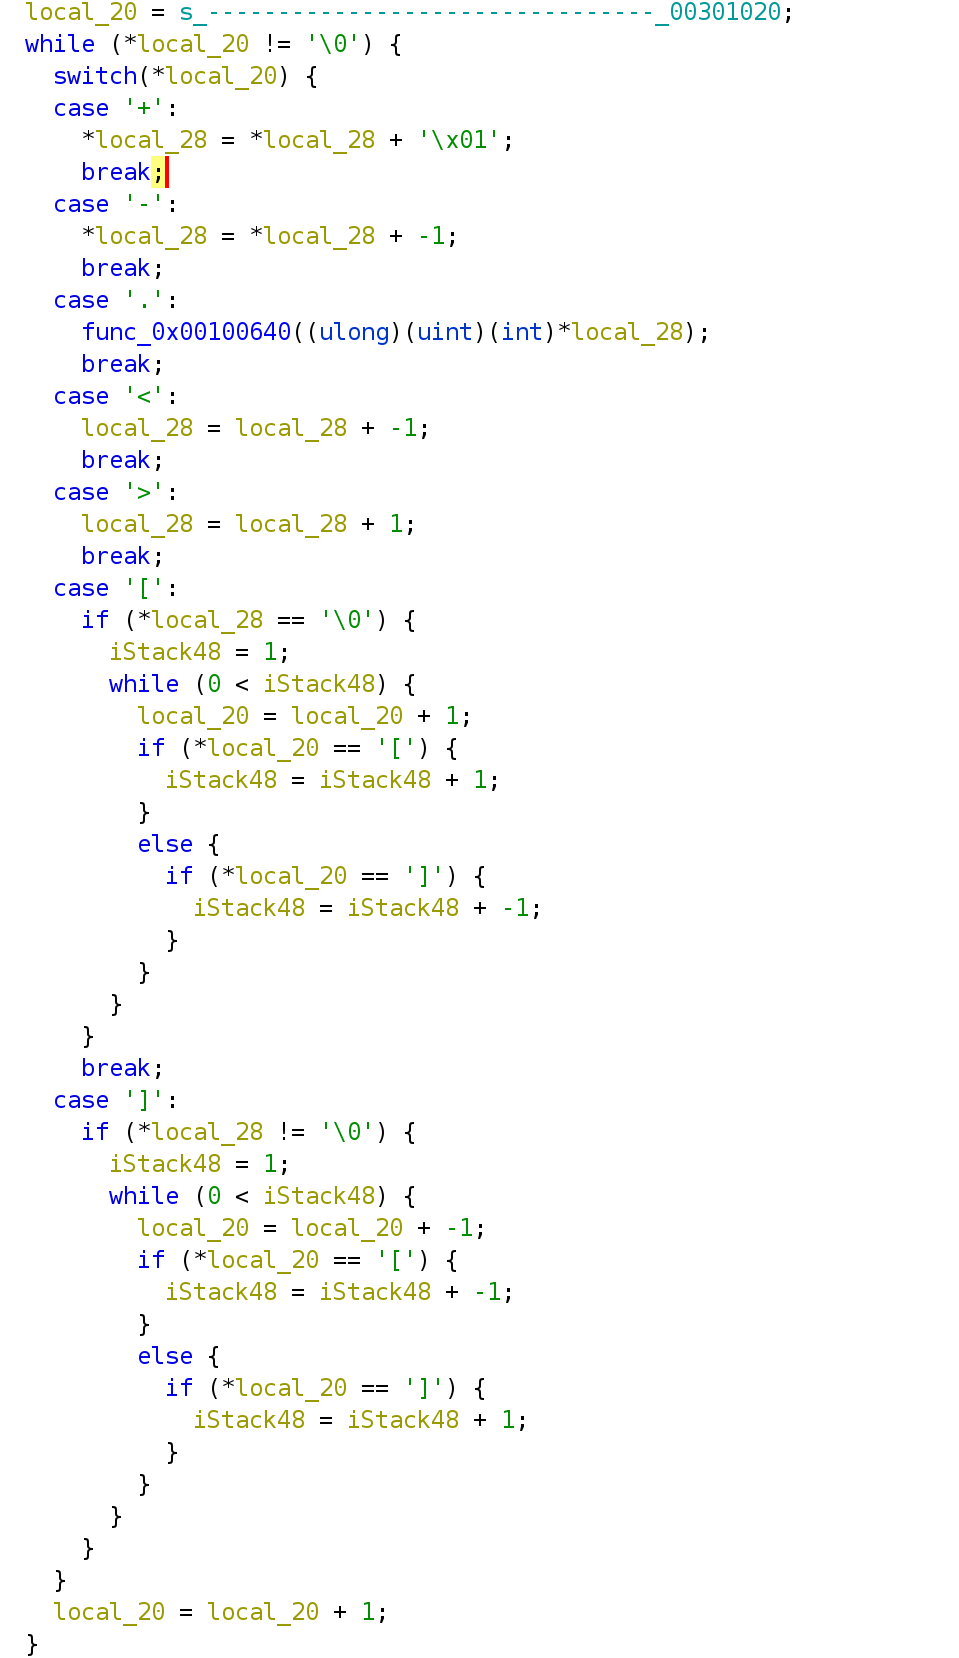 local_20 = s_--------------------------------_00301020;
while (*local_20 != '\0') {
  switch(*local_20) {
  case '+':
    *local_28 = *local_28 + '\x01';
    break;
  case '-':
    *local_28 = *local_28 + -1;
    break;
  case '.':
    func_0x00100640((ulong)(uint)(int)*local_28);
    break;
  case '<':
    local_28 = local_28 + -1;
    break;
  case '>':
    local_28 = local_28 + 1;
    break;
  case '[':
    if (*local_28 == '\0') {
      iStack48 = 1;
      while (0 < iStack48) {
        local_20 = local_20 + 1;
        if (*local_20 == '[') {
          iStack48 = iStack48 + 1;
        }
        else {
          if (*local_20 == ']') {
            iStack48 = iStack48 + -1;
          }
        }
      }
    }
    break;
  case ']':
    if (*local_28 != '\0') {
      iStack48 = 1;
      while (0 < iStack48) {
        local_20 = local_20 + -1;
        if (*local_20 == '[') {
          iStack48 = iStack48 + -1;
        }
        else {
          if (*local_20 == ']') {
            iStack48 = iStack48 + 1;
          }
        }
      }
    }
  }
  local_20 = local_20 + 1;
}